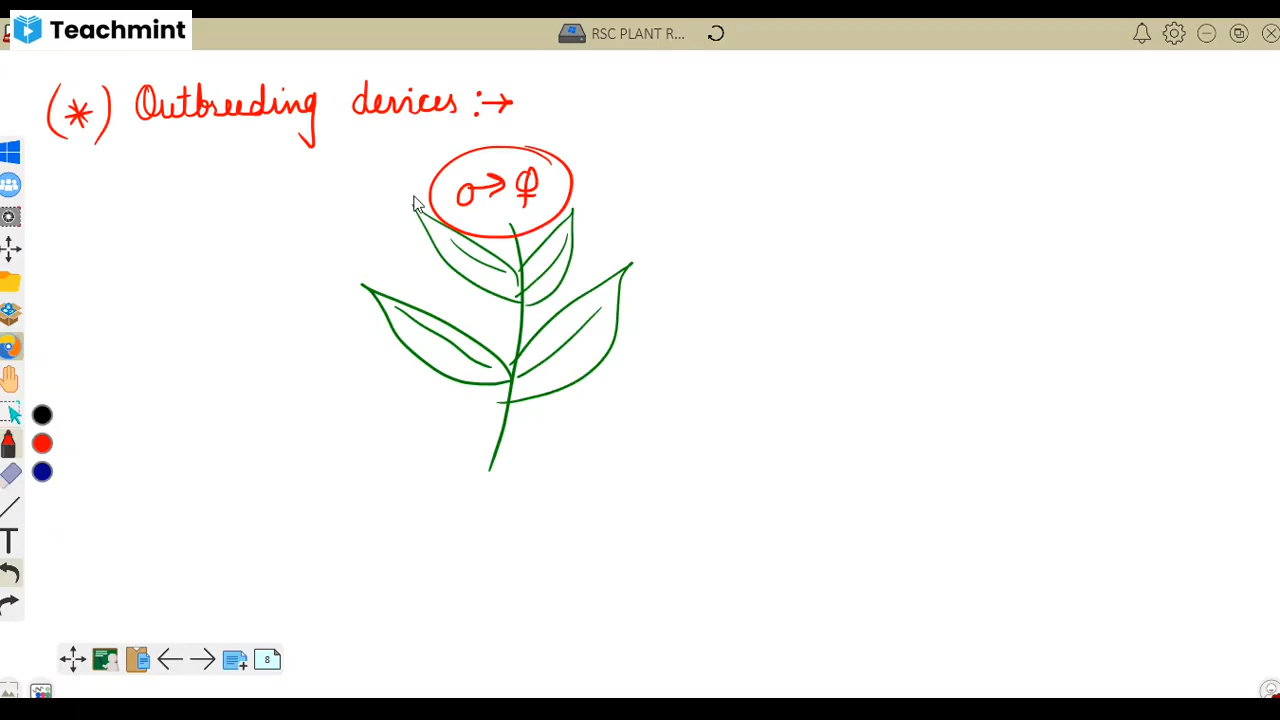 Teachmint
RSC PLANT R...
(*) Outbreeding devices :→
♂ ♀
T
8